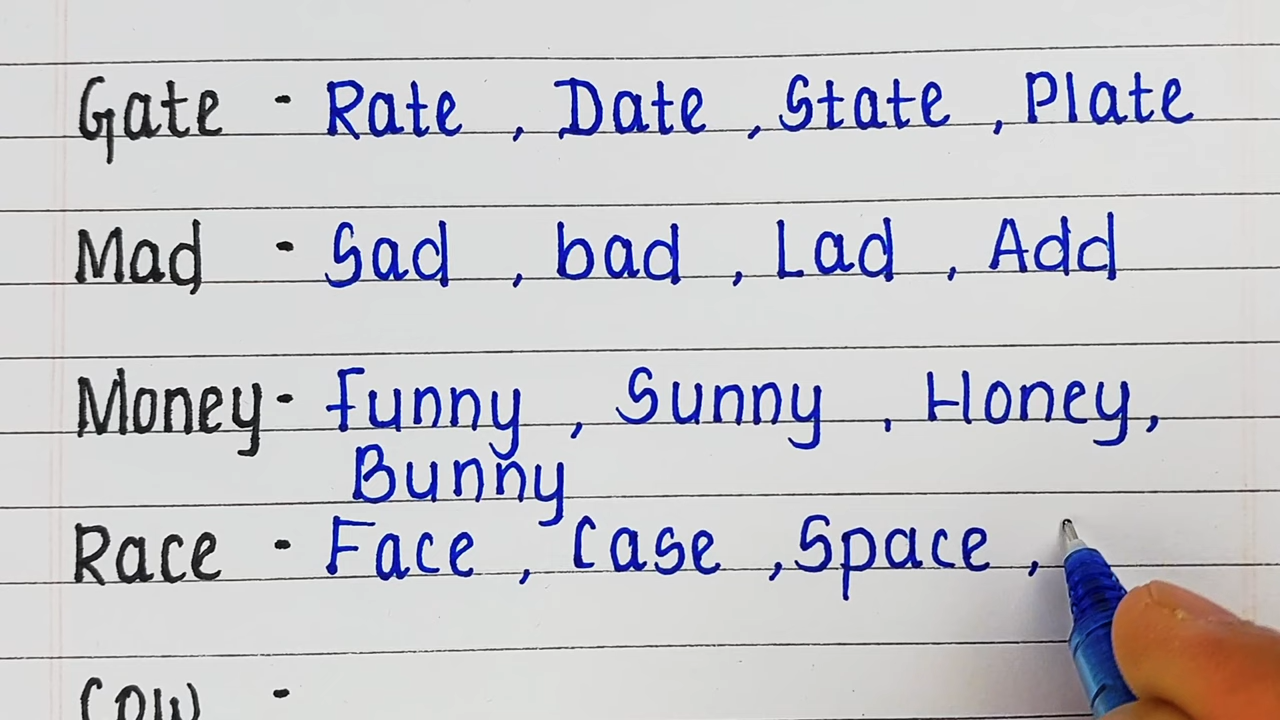 Gate - Rate , Date , State , Plate
Mad - Sad , bad , Lad , Add
Money - Funny , Sunny , Honey ,
Bunny
Race - Face , Case , Space ,
Cow -